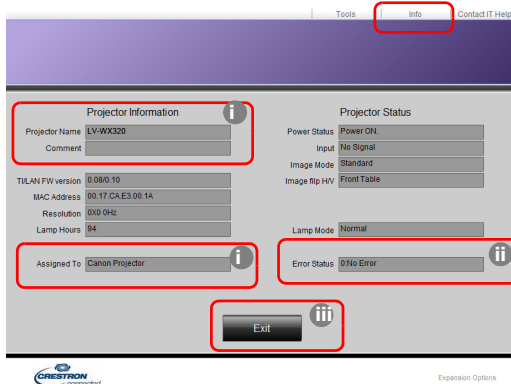 Tools Info Contact IT Help
Projector Information Projector Status
i
Projector Name LV-WX320 Power Status Power ON.
Comment Input No Signal
Image Mode Standard
TI/LAN FW version 0.08/0.10 Image flip H/V Front Table
MAC Address 00.17.CA.E3.00.1A
Resolution 0X0 0Hz
Lamp Hours 94 Lamp Mode Normal
Assigned To Canon Projector i Error Status 0:No Error ii
Exit iii
CRESTRON
connected
Expansion Options